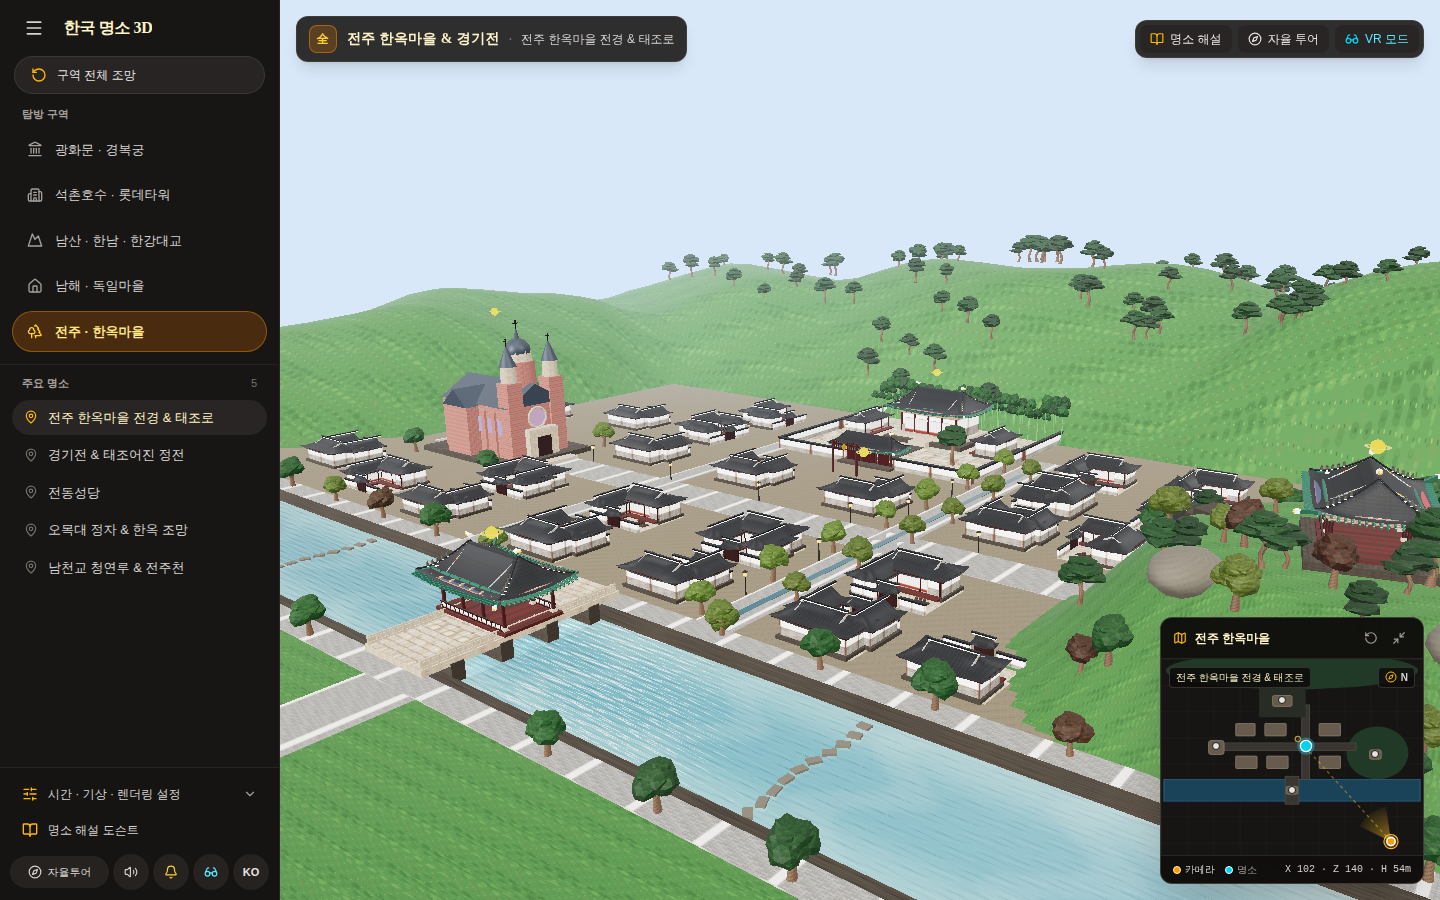 한국 명소 3D
구역 전체 조망
탐방 구역
광화문 · 경복궁
석촌호수 · 롯데타워
남산 · 한남 · 한강대교
남해 · 독일마을
전주 · 한옥마을
주요 명소 5
전주 한옥마을 전경 & 태조로
경기전 & 태조어진 정전
전동성당
오목대 정자 & 한옥 조망
남천교 청연루 & 전주천
시간 · 기상 · 렌더링 설정
명소 해설 도슨트
자율투어 KO
全 전주 한옥마을 & 경기전 · 전주 한옥마을 전경 & 태조로
명소 해설 자율 투어 VR 모드
전주 한옥마을
전주 한옥마을 전경 & 태조로 N
카메라 명소 X 102 · Z 140 · H 54m